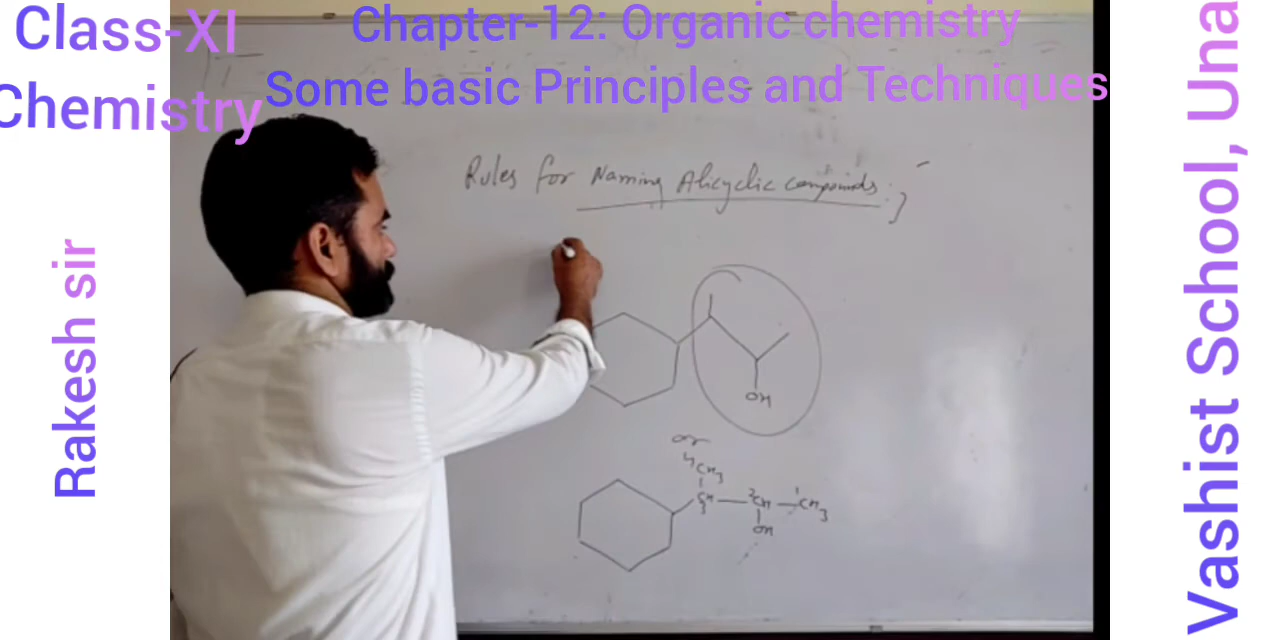 Class-XI
Chemistry
Chapter-12: Organic chemistry
Some basic Principles and Techniques
Rakesh sir
Vashist School, Una
Rules for Naming Alicyclic compounds:
OH
or
4CH3
3CH — 2CH — 1CH3
OH